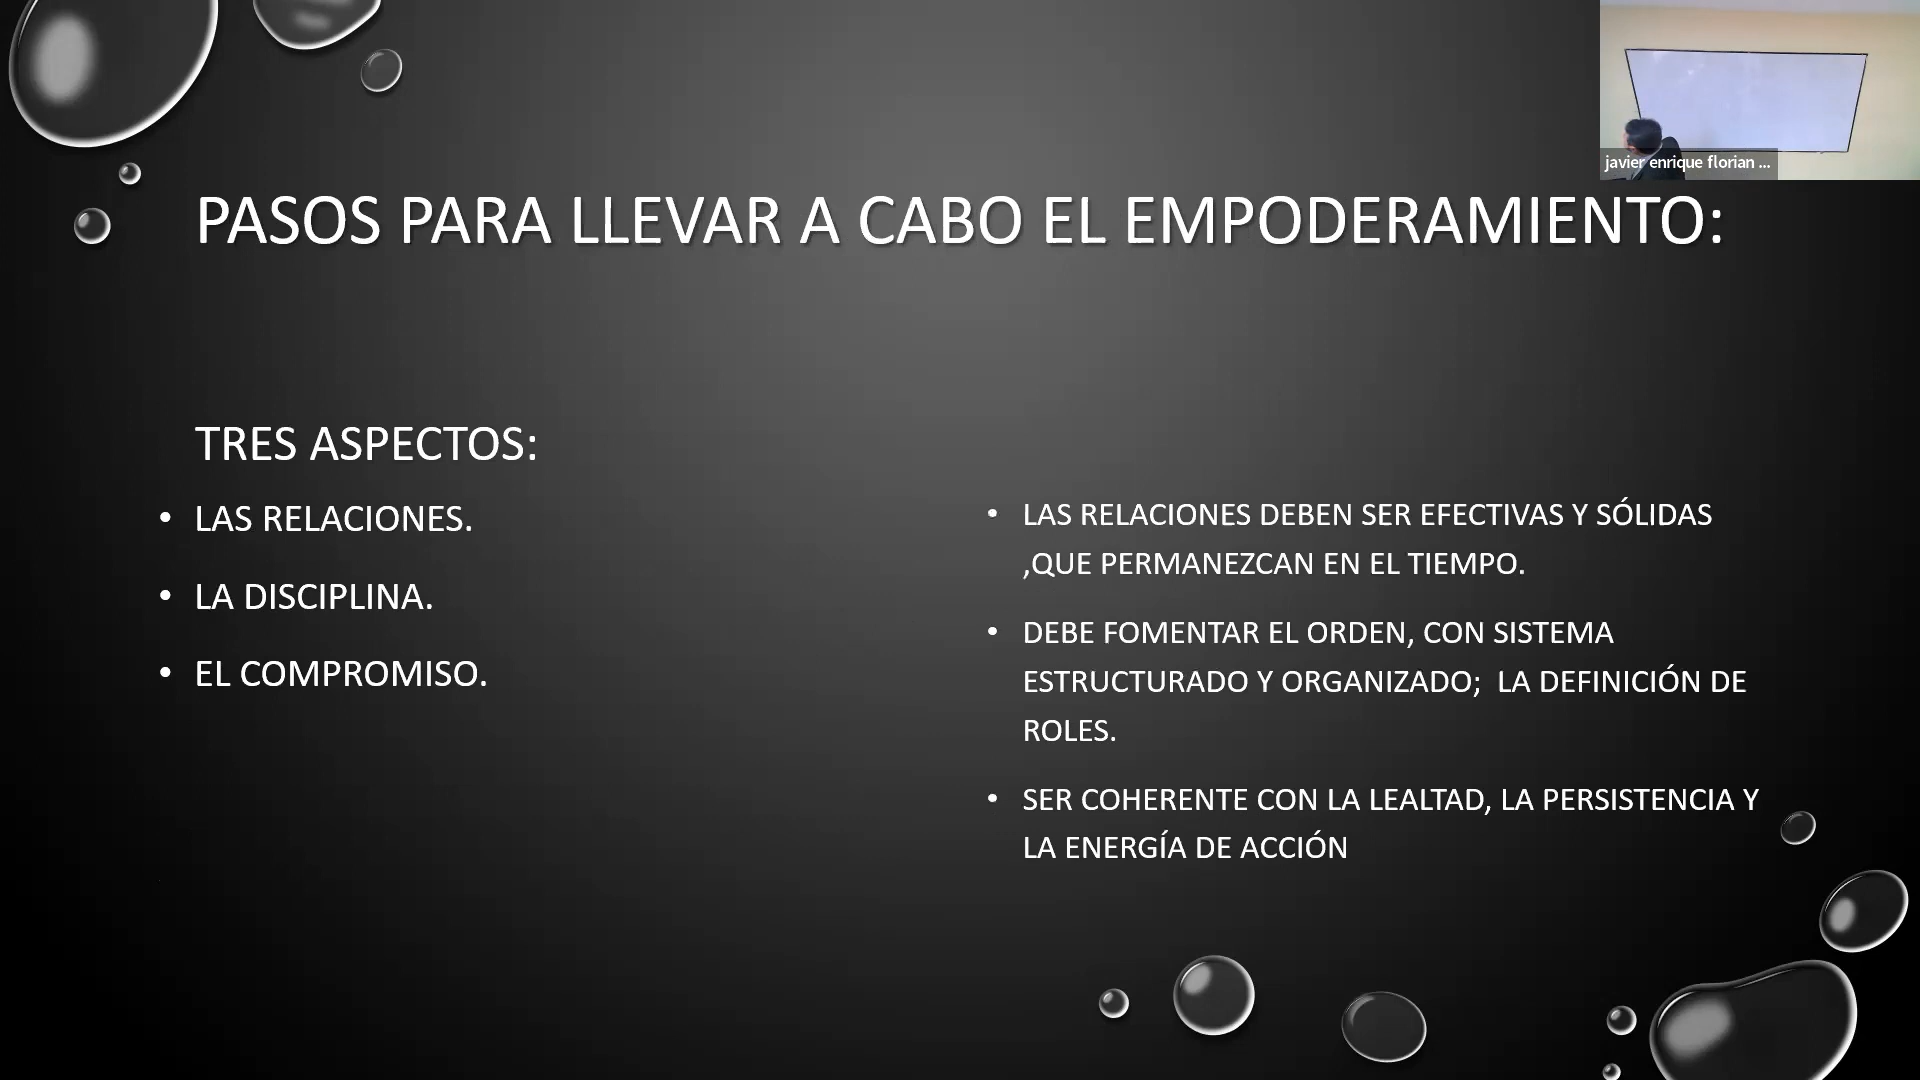 javier enrique florian ...
PASOS PARA LLEVAR A CABO EL EMPODERAMIENTO:
TRES ASPECTOS:
• LAS RELACIONES.
• LA DISCIPLINA.
• EL COMPROMISO.
• LAS RELACIONES DEBEN SER EFECTIVAS Y SÓLIDAS
,QUE PERMANEZCAN EN EL TIEMPO.
• DEBE FOMENTAR EL ORDEN, CON SISTEMA
ESTRUCTURADO Y ORGANIZADO;  LA DEFINICIÓN DE
ROLES.
• SER COHERENTE CON LA LEALTAD, LA PERSISTENCIA Y
LA ENERGÍA DE ACCIÓN